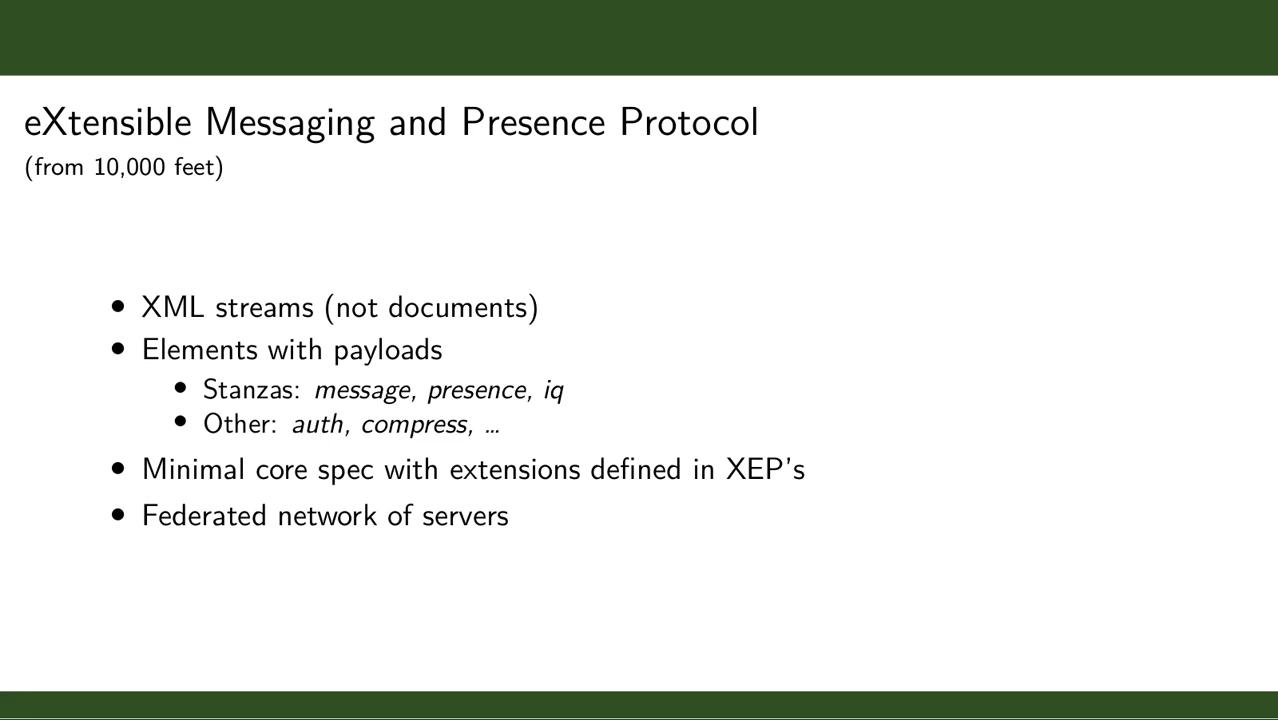 eXtensible Messaging and Presence Protocol
(from 10,000 feet)
• XML streams (not documents)
• Elements with payloads
• Stanzas: message, presence, iq
• Other: auth, compress, ...
• Minimal core spec with extensions defined in XEP's
• Federated network of servers